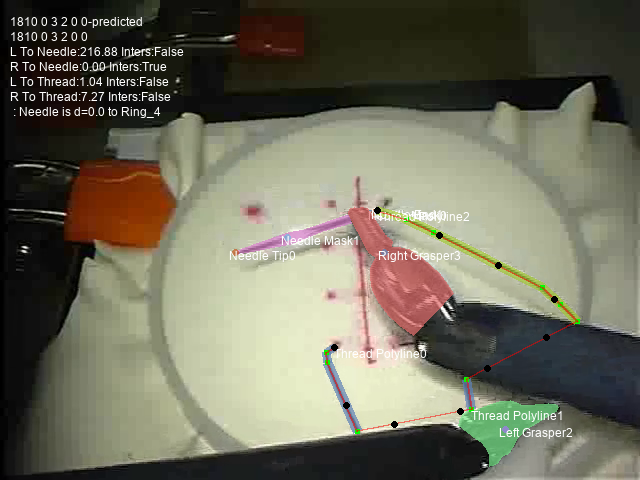 1810 0 3 2 0 0-predicted
1810 0 3 2 0 0
L To Needle:216.88 Inters:False
R To Needle:0.00 Inters:True
L To Thread:1.04 Inters:False
R To Thread:7.27 Inters:False
: Needle is d=0.0 to Ring_4
Thread Polyline2
Needle Mask1
Needle Tip0
Right Grasper3
Thread Polyline0
Thread Polyline1
Left Grasper2